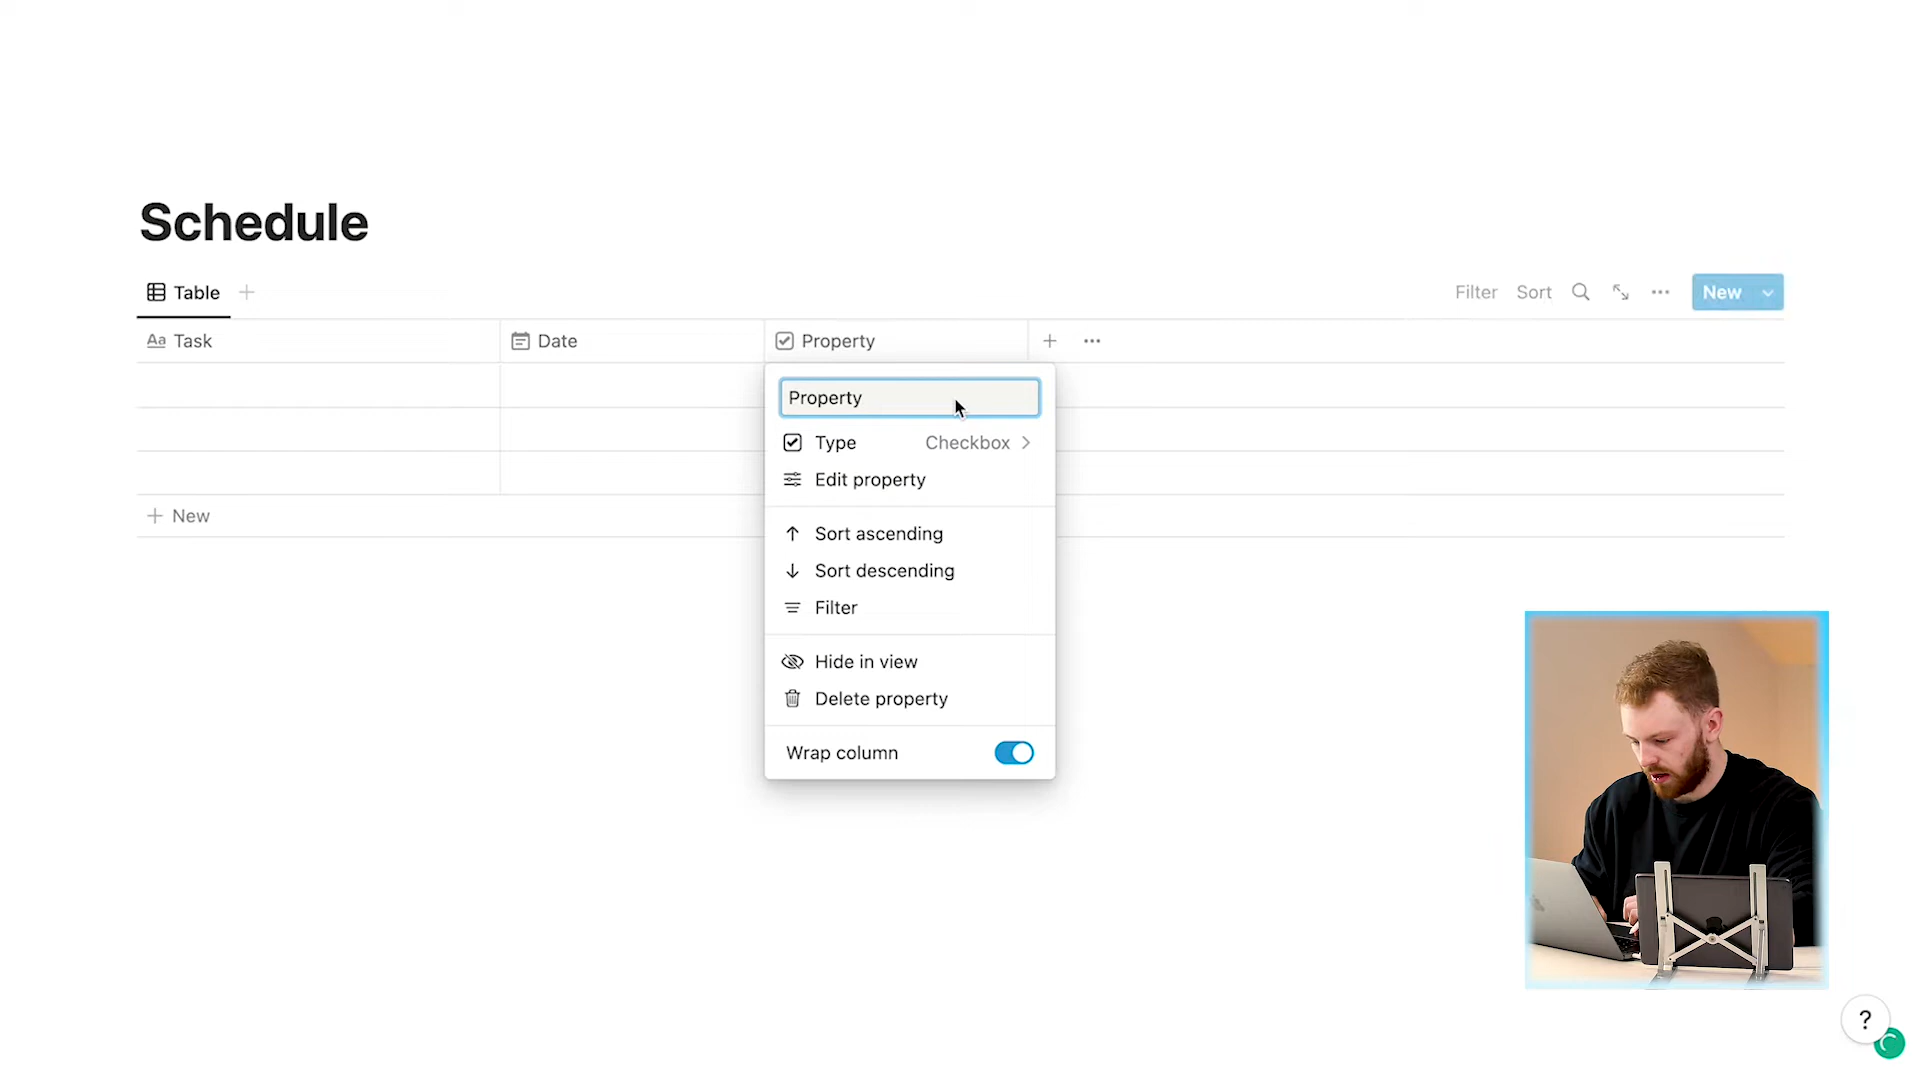 Schedule
Table
Filter Sort New
Aa Task Date Property
Property
Type Checkbox
Edit property
New
Sort ascending
Sort descending
Filter
Hide in view
Delete property
Wrap column
?